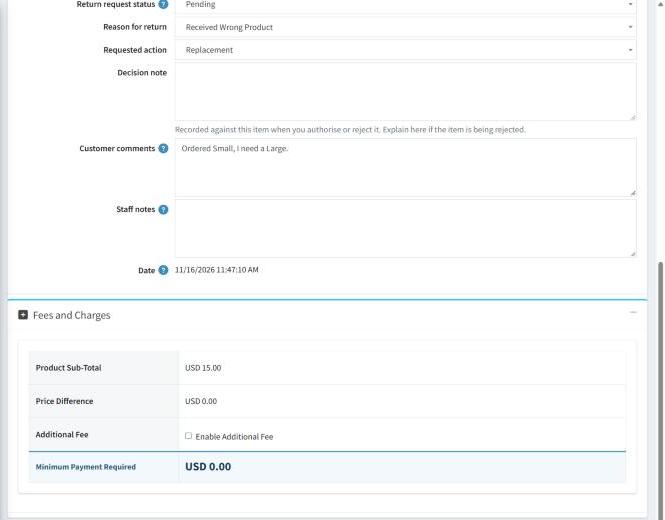 Return request status ? Pending
Reason for return Received Wrong Product
Requested action Replacement
Decision note
Recorded against this item when you authorise or reject it. Explain here if the item is being rejected.
Customer comments ? Ordered Small, I need a Large.
Staff notes ?
Date ? 11/16/2026 11:47:10 AM
Fees and Charges
Product Sub-Total USD 15.00
Price Difference USD 0.00
Additional Fee Enable Additional Fee
Minimum Payment Required USD 0.00